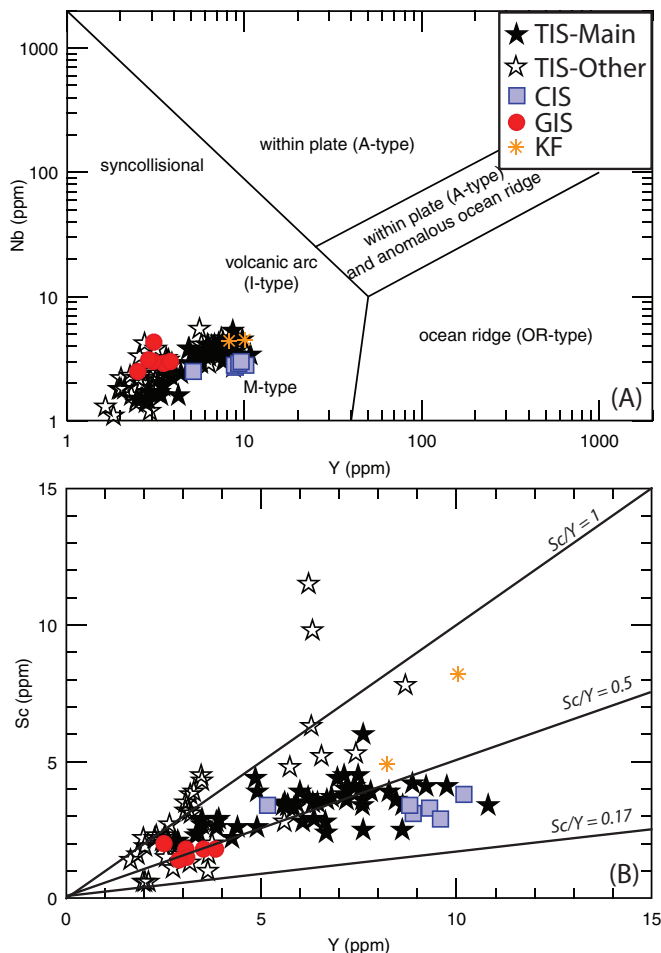 1000
100
10
1
Nb (ppm)
TIS-Main
TIS-Other
CIS
GIS
KF
within plate (A-type)
syncollisional
within plate (A-type)
and anomalous ocean ridge
volcanic arc
(I-type)
ocean ridge (OR-type)
M-type
(A)
1
10
100
1000
Y (ppm)
15
10
5
0
Sc (ppm)
Sc/Y = 1
Sc/Y = 0.5
Sc/Y = 0.17
(B)
0
5
10
15
Y (ppm)